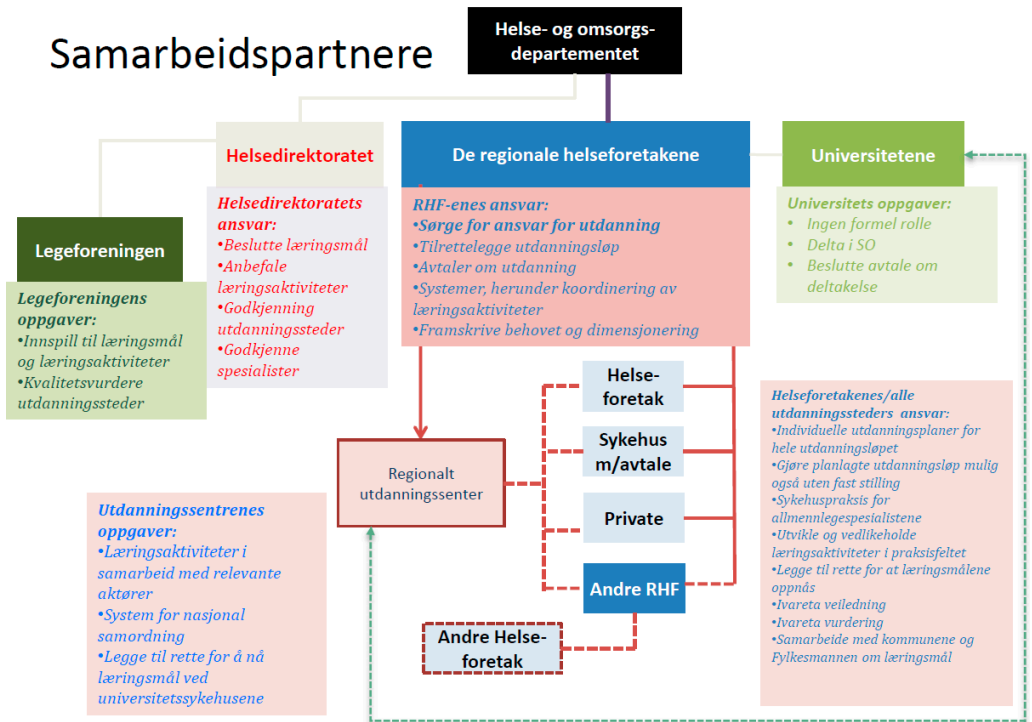 Samarbeidspartnere
Helse- og omsorgs-
departementet
Helsedirektoratet
De regionale helseforetakene
Universitetene
Legeforeningen
Helsedirektoratets
ansvar:
•Beslutte læringsmål
•Anbefale
læringsaktiviteter
•Godkjenning
utdanningssteder
•Godkjenne
spesialister
RHF-enes ansvar:
•Sørge for ansvar for utdanning
•Tilrettelegge utdanningsløp
•Avtaler om utdanning
•Systemer, herunder koordinering av
læringsaktiviteter
•Framskrive behovet og dimensjonering
Universitets oppgaver:
• Ingen formel rolle
• Delta i SO
• Beslutte avtale om
deltakelse
Legeforeningens
oppgaver:
•Innspill til læringsmål
og læringsaktiviteter
•Kvalitetsvurdere
utdanningssteder
Helse-
foretak
Sykehus
m/avtale
Private
Andre RHF
Andre Helse-
foretak
Regionalt
utdanningssenter
Utdanningssentrenes
oppgaver:
•Læringsaktiviteter i
samarbeid med relevante
aktører
•System for nasjonal
samordning
•Legge til rette for å nå
læringsmål ved
universitetssykehusene
Helseforetakenes/alle
utdanningssteders ansvar:
•Individuelle utdanningsplaner for
hele utdanningsløpet
•Gjøre planlagte utdanningsløp mulig
også uten fast stilling
•Sykehuspraksis for
allmennlegespesialistene
•Utvikle og vedlikeholde
læringsaktiviteter i praksisfeltet
•Legge til rette for at læringsmålene
oppnås
•Ivareta veiledning
•Ivareta vurdering
•Samarbeide med kommunene og
Fylkesmannen om læringsmål